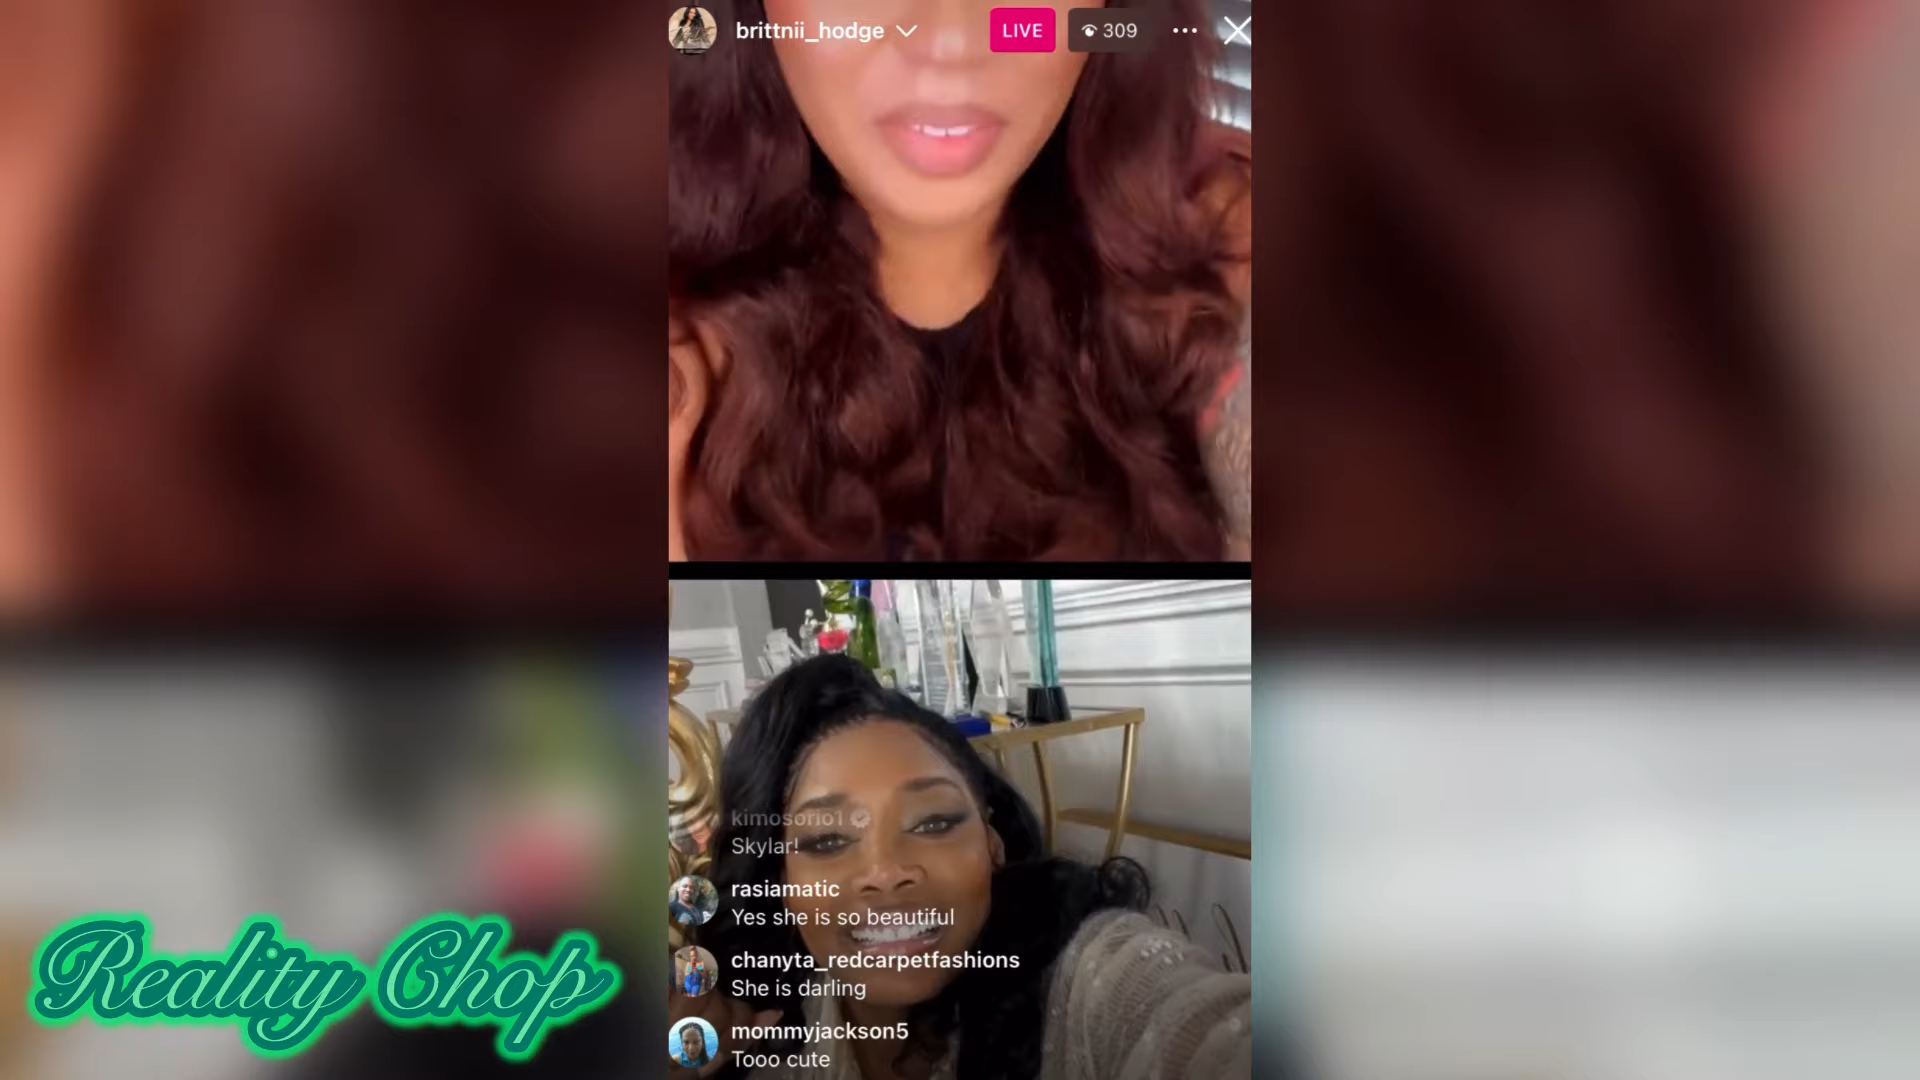 brittnii_hodge
LIVE
309
kimosorio1
Skylar!
rasiamatic
Yes she is so beautiful
chanyta_redcarpetfashions
She is darling
mommyjackson5
Tooo cute
Reality Chop